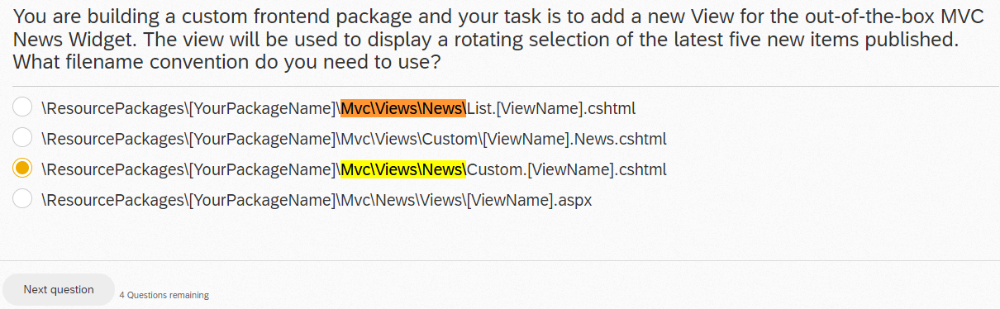 You are building a custom frontend package and your task is to add a new View for the out-of-the-box MVC
News Widget. The view will be used to display a rotating selection of the latest five new items published.
What filename convention do you need to use?
\ResourcePackages\[YourPackageName]\Mvc\Views\News\List.[ViewName].cshtml
\ResourcePackages\[YourPackageName]\Mvc\Views\Custom\[ViewName].News.cshtml
\ResourcePackages\[YourPackageName]\Mvc\Views\News\Custom.[ViewName].cshtml
\ResourcePackages\[YourPackageName]\Mvc\News\Views\[ViewName].aspx
Next question
4 Questions remaining